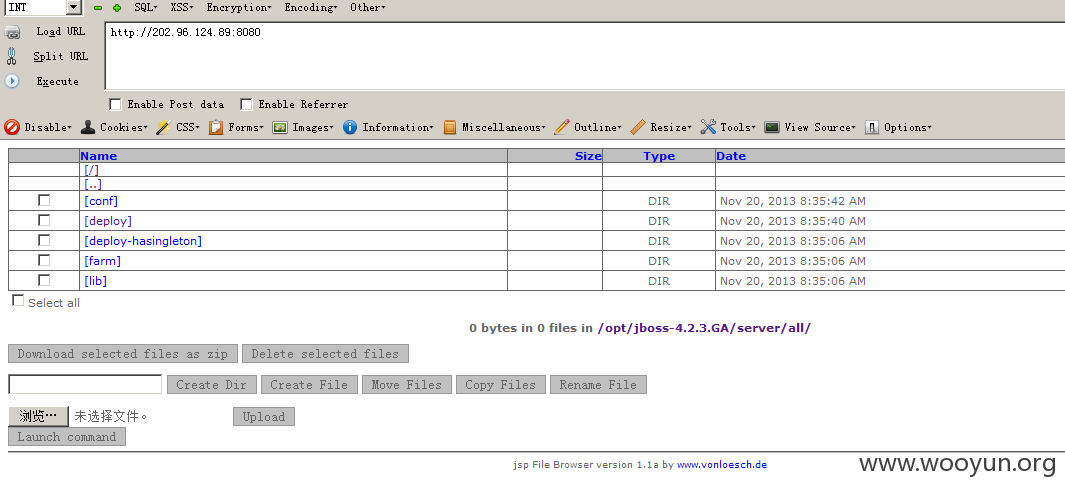 INT SQL XSS Encryption Encoding Other
Load URL http://202.96.124.89:8080
Split URL
Execute
Enable Post data Enable Referrer
Disable Cookies CSS Forms Images Information Miscellaneous Outline Resize Tools View Source Options
Name Size Type Date
[/]
[..]
[conf] DIR Nov 20, 2013 8:35:42 AM
[deploy] DIR Nov 20, 2013 8:35:40 AM
[deploy-hasingleton] DIR Nov 20, 2013 8:35:06 AM
[farm] DIR Nov 20, 2013 8:35:06 AM
[lib] DIR Nov 20, 2013 8:35:06 AM
Select all
0 bytes in 0 files in /opt/jboss-4.2.3.GA/server/all/
Download selected files as zip Delete selected files
Create Dir Create File Move Files Copy Files Rename File
浏览… 未选择文件。 Upload
Launch command
jsp File Browser version 1.1a by www.vonloesch.de
www.wooyun.org